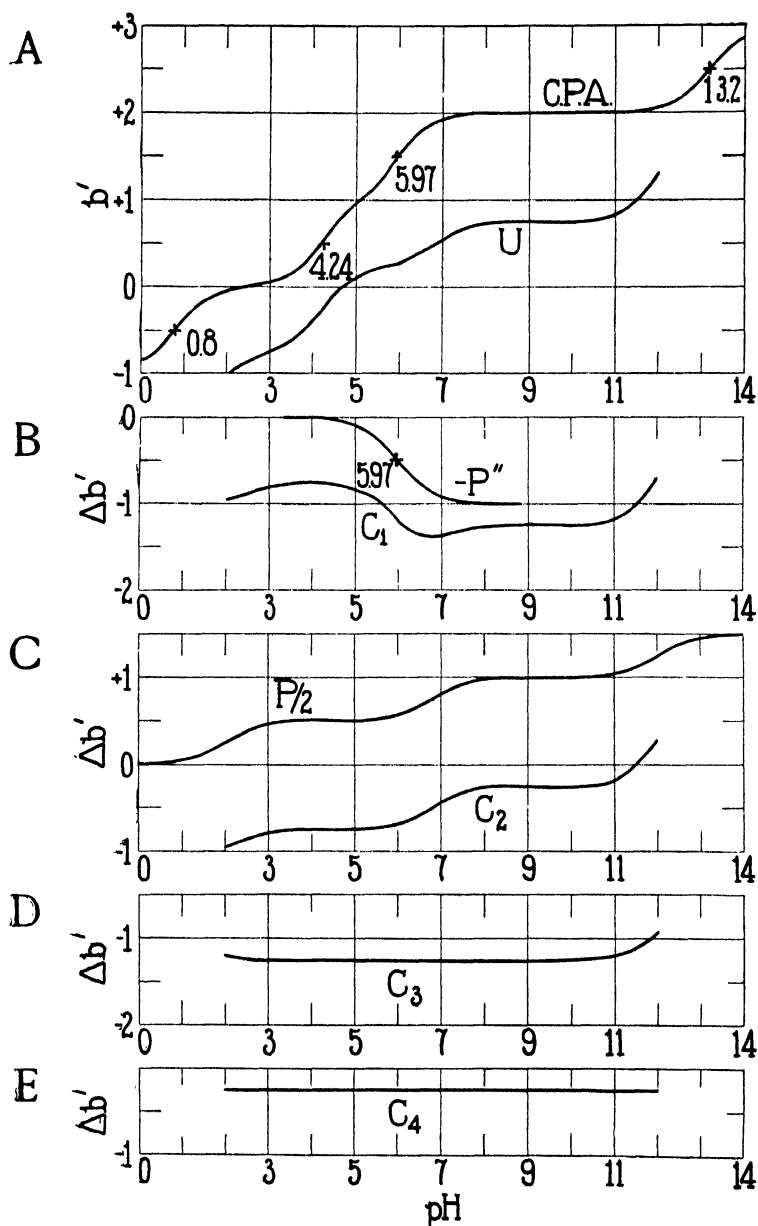 A
+3
+2
+1
0
-1
b'
C.P.A.
U
0.8
4.24
5.97
13.2
0 3 5 7 9 11 14
B
.0
-1
-2
Δb'
5.97
-P"
C1
0 3 5 7 9 11 14
C
+1
0
-1
Δb'
P/2
C2
0 3 5 7 9 11 14
D
-1
-2
Δb'
C3
0 3 5 7 9 11 14
E
-1
Δb'
C4
0 3 5 7 9 11 14
pH